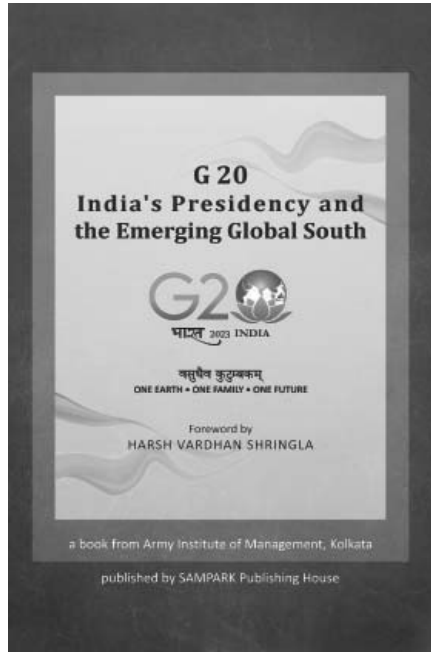 G 20
India's Presidency and
the Emerging Global South
G20
भारत 2023 INDIA
वसुधैव कुटुम्बकम्
ONE EARTH • ONE FAMILY • ONE FUTURE
Foreword by
HARSH VARDHAN SHRINGLA
a book from Army Institute of Management, Kolkata
published by SAMPARK Publishing House